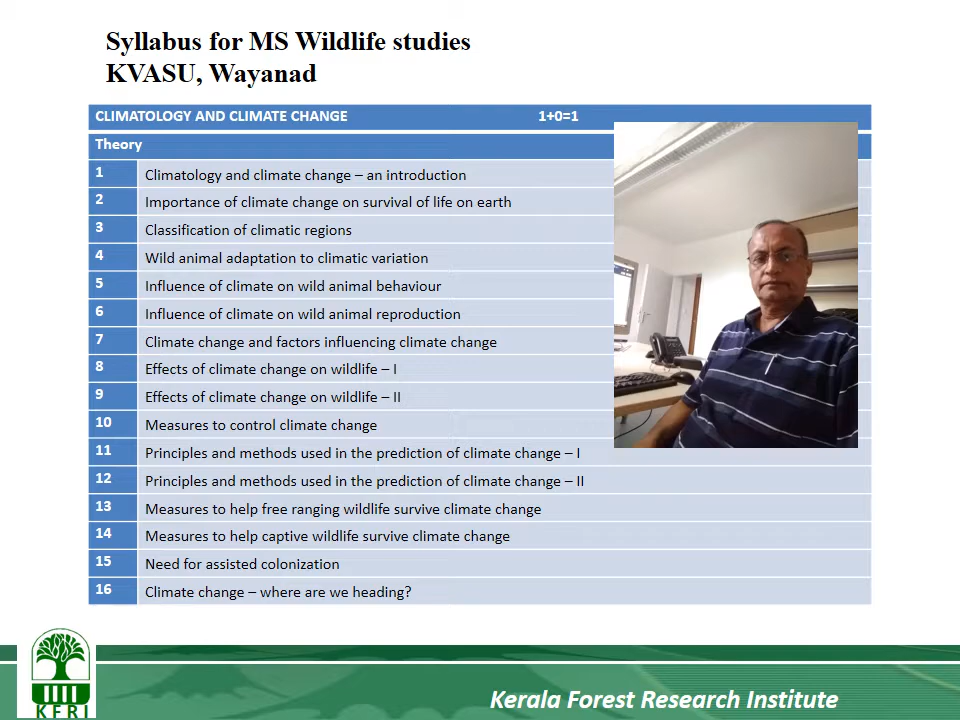 Syllabus for MS Wildlife studies
KVASU, Wayanad
CLIMATOLOGY AND CLIMATE CHANGE 1+0=1
Theory
1 Climatology and climate change – an introduction
2 Importance of climate change on survival of life on earth
3 Classification of climatic regions
4 Wild animal adaptation to climatic variation
5 Influence of climate on wild animal behaviour
6 Influence of climate on wild animal reproduction
7 Climate change and factors influencing climate change
8 Effects of climate change on wildlife – I
9 Effects of climate change on wildlife – II
10 Measures to control climate change
11 Principles and methods used in the prediction of climate change – I
12 Principles and methods used in the prediction of climate change – II
13 Measures to help free ranging wildlife survive climate change
14 Measures to help captive wildlife survive climate change
15 Need for assisted colonization
16 Climate change – where are we heading?
KFRI
Kerala Forest Research Institute